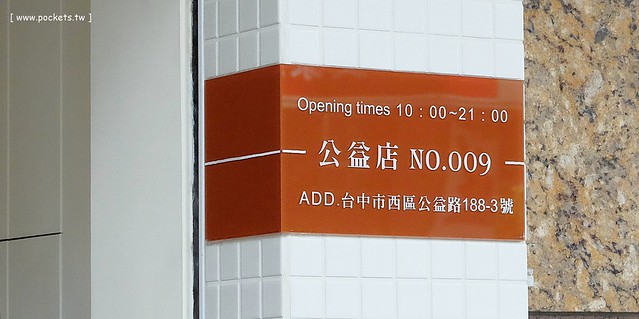 [ www.pockets.tw ]
Opening times 10：00~21：00
公益店 NO.009
ADD.台中市西區公益路188-3號